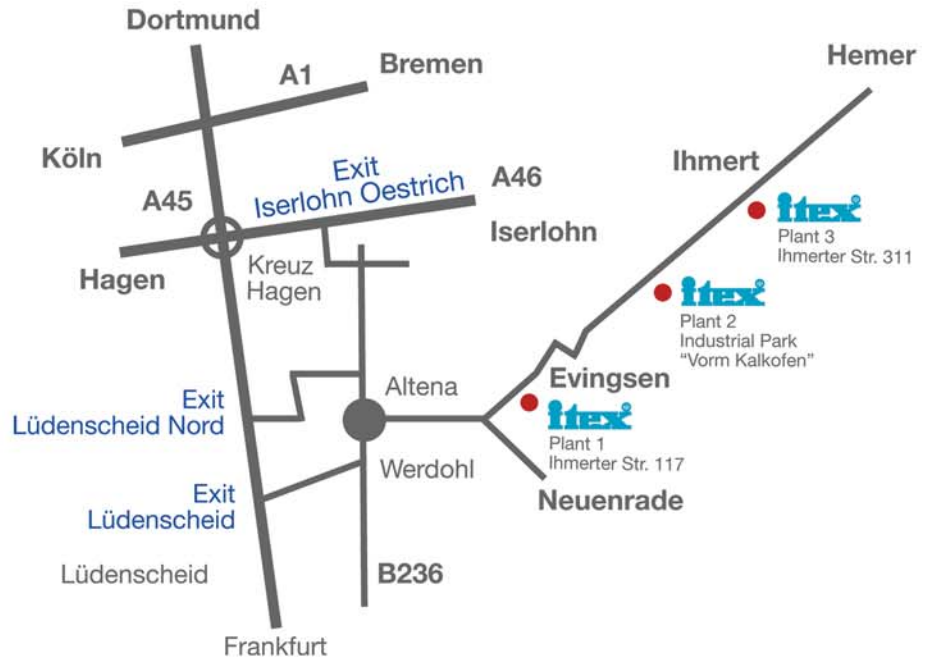 Dortmund
A1
Bremen
Hemer
Köln
Exit
Iserlohn Oestrich
A46
Ihmert
A45
itex®
Plant 3
Ihmerter Str. 311
Iserlohn
Hagen
Kreuz
Hagen
itex®
Plant 2
Industrial Park
“Vorm Kalkofen”
Evingsen
Altena
Exit
Lüdenscheid Nord
itex®
Plant 1
Ihmerter Str. 117
Werdohl
Neuenrade
Exit
Lüdenscheid
Lüdenscheid
B236
Frankfurt